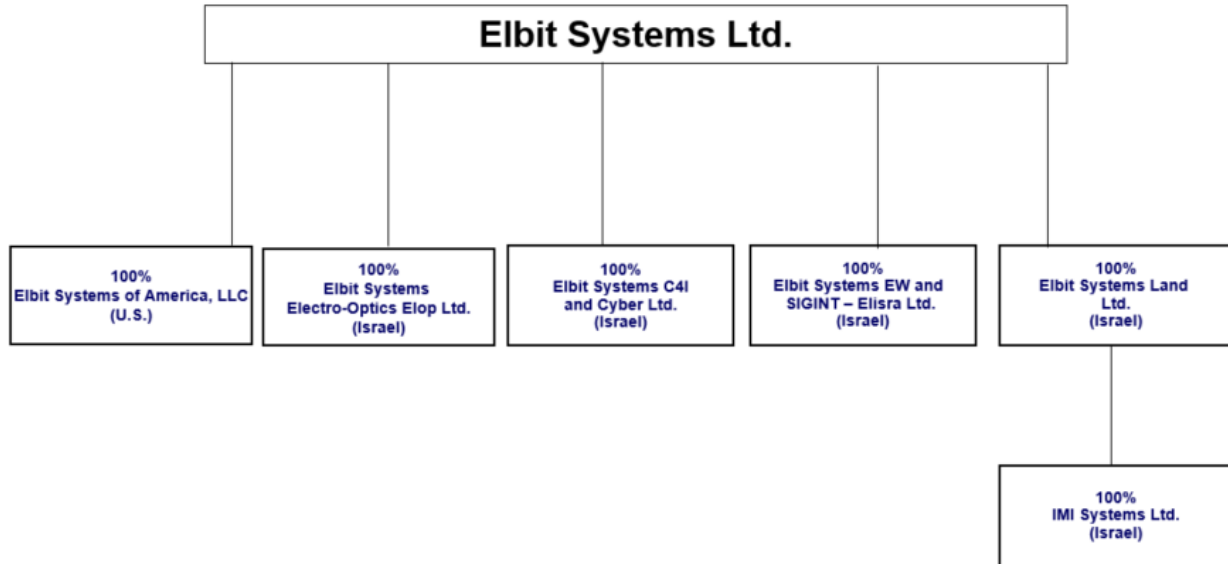 Elbit Systems Ltd.
100%
Elbit Systems of America, LLC
(U.S.)
100%
Elbit Systems
Electro-Optics Elop Ltd.
(Israel)
100%
Elbit Systems C4I
and Cyber Ltd.
(Israel)
100%
Elbit Systems EW and
SIGINT – Elisra Ltd.
(Israel)
100%
Elbit Systems Land
Ltd.
(Israel)
100%
IMI Systems Ltd.
(Israel)